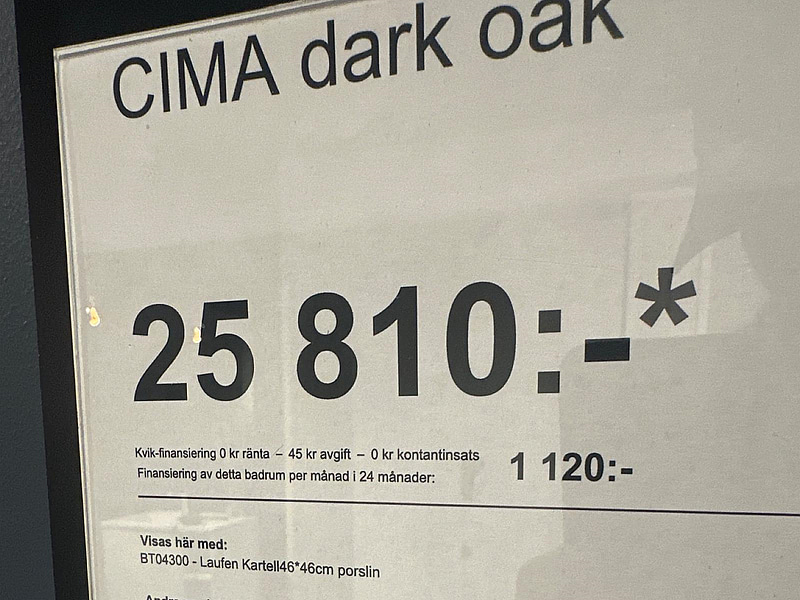 CIMA dark oak
25 810:-*
Kvik-finansiering 0 kr ränta – 45 kr avgift – 0 kr kontantinsats
Finansiering av detta badrum per månad i 24 månader: 1 120:-
Visas här med:
BT04300 - Laufen Kartell46*46cm porslin